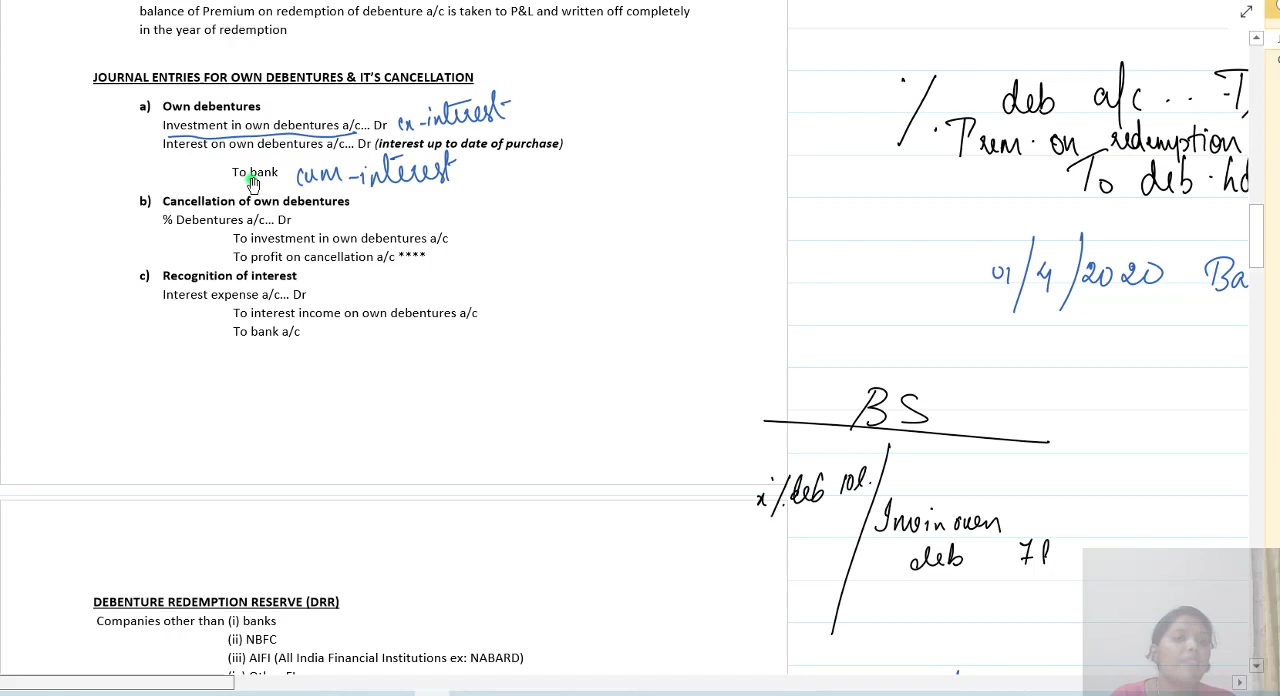 balance of Premium on redemption of debenture a/c is taken to P&L and written off completely
in the year of redemption
JOURNAL ENTRIES FOR OWN DEBENTURES & IT'S CANCELLATION
a) Own debentures
Investment in own debentures a/c... Dr ex-interest
Interest on own debentures a/c... Dr (interest up to date of purchase)
To bank cum-interest
b) Cancellation of own debentures
% Debentures a/c... Dr
To investment in own debentures a/c
To profit on cancellation a/c ****
c) Recognition of interest
Interest expense a/c... Dr
To interest income on own debentures a/c
To bank a/c
DEBENTURE REDEMPTION RESERVE (DRR)
Companies other than (i) banks
(ii) NBFC
(iii) AIFI (All India Financial Institutions ex: NABARD)
% deb a/c ..
Prem. on redemption
To deb.
01/4/2020 Ba
BS
x % deb 10l.
Inv in own
deb 7l